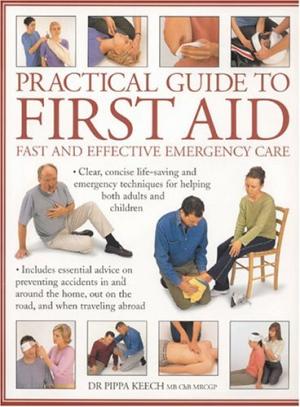 PRACTICAL GUIDE TO
FIRST AID
FAST AND EFFECTIVE EMERGENCY CARE
• Clear, concise life-saving and
emergency techniques for helping
both adults and
children
• Includes essential advice on
preventing accidents in and
around the home, out on the
road, and when traveling abroad
DR PIPPA KEECH MB ChB MRCGP